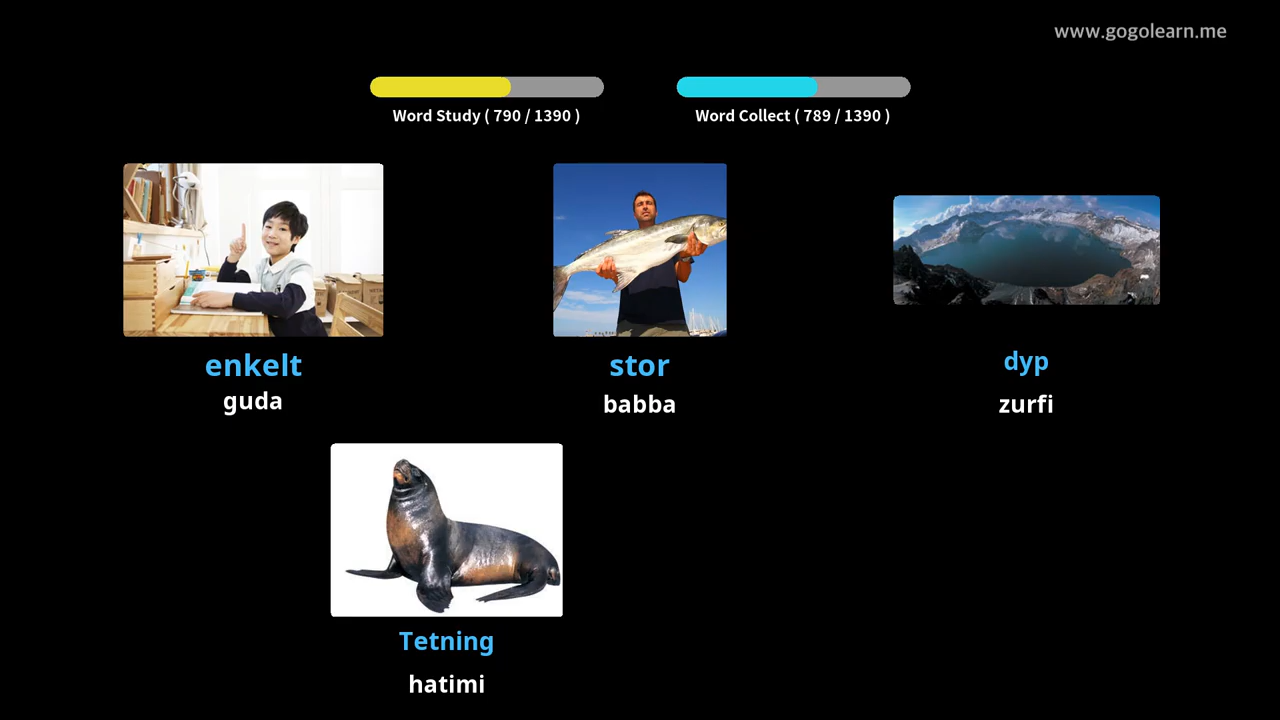 www.gogolearn.me
Word Study ( 790 / 1390 )
Word Collect ( 789 / 1390 )
enkelt
guda
stor
babba
dyp
zurfi
Tetning
hatimi